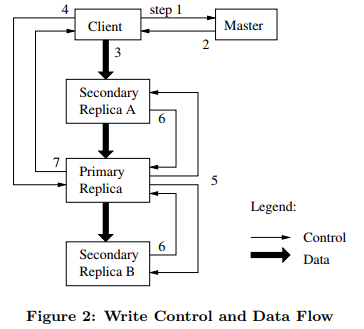 4
step 1
Client
Master
2
3
Secondary
Replica A
6
7
Primary
Replica
5
Legend:
Control
Data
Secondary
Replica B
6
Figure 2: Write Control and Data Flow